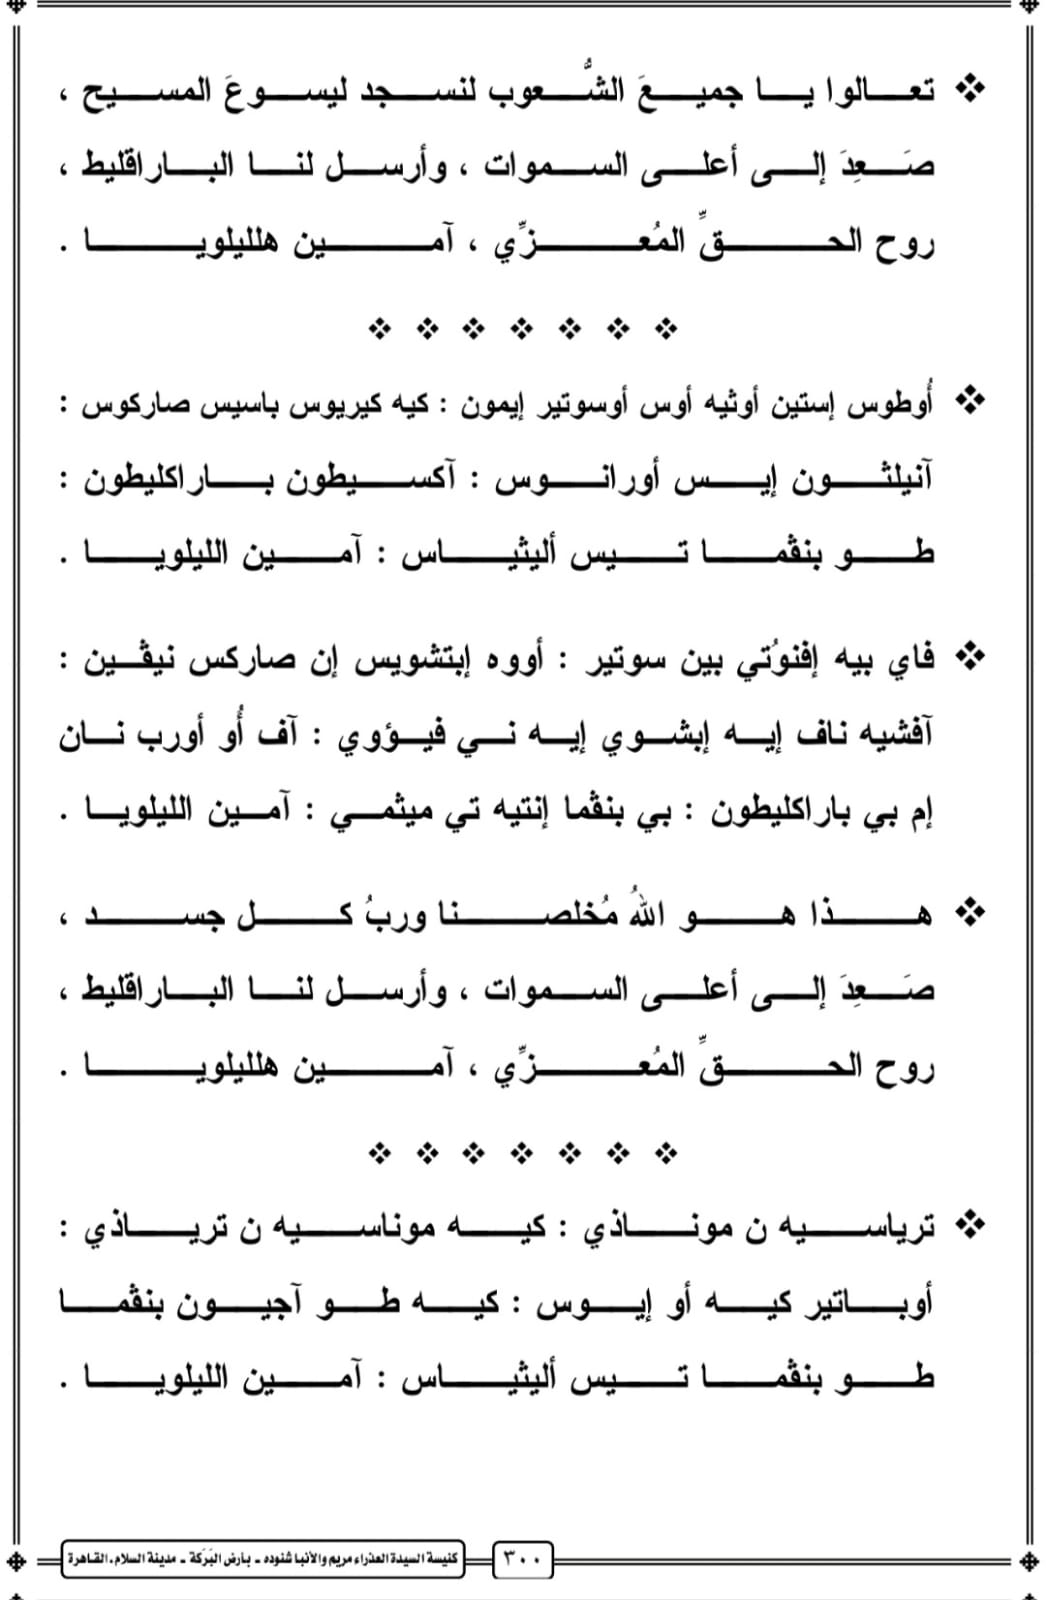 ❖ تعالوا يا جميعَ الشُّعوب لنسجد ليسوعَ المسيح ،
صَعِدَ إلى أعلى السموات ، وأرسل لنا الباراقليط ،
روح الحقِّ المُعزِّي ، آمين هلليلويا .
❖ ❖ ❖ ❖ ❖ ❖ ❖
❖ أُوطوس إستين أوثيه أوس أوسوتير إيمون : كيه كيريوس باسيس صاركوس :
آنيلثون إيس أورانوس : آكسيطون باراكليطون :
طو بنڤما تيس أليثياس : آمين الليلويا .
❖ فاي بيه إفنوُتي بين سوتير : أووه إبتشويس إن صاركس نيڤين :
آفشيه ناف إيه إبشوي إيه ني فيؤوي : آف أُو أورب نان
إم بي باراكليطون : بي بنڤما إنتيه تي ميثمي : آمين الليلويا .
❖ هذا هو اللهُ مُخلصنا وربُ كل جسد ،
صَعِدَ إلى أعلى السموات ، وأرسل لنا الباراقليط ،
روح الحقِّ المُعزِّي ، آمين هلليلويا .
❖ ❖ ❖ ❖ ❖ ❖ ❖
❖ ترياسيه ن موناذي : كيه موناسيه ن ترياذي :
أوباتير كيه أو إيوس : كيه طو آجيون بنڤما
طو بنڤما تيس أليثياس : آمين الليلويا .
٣٠٠ كنيسة السيدة العذراء مريم والأنبا شنوده - بأرض البَرَكة - مدينة السلام، القاهرة